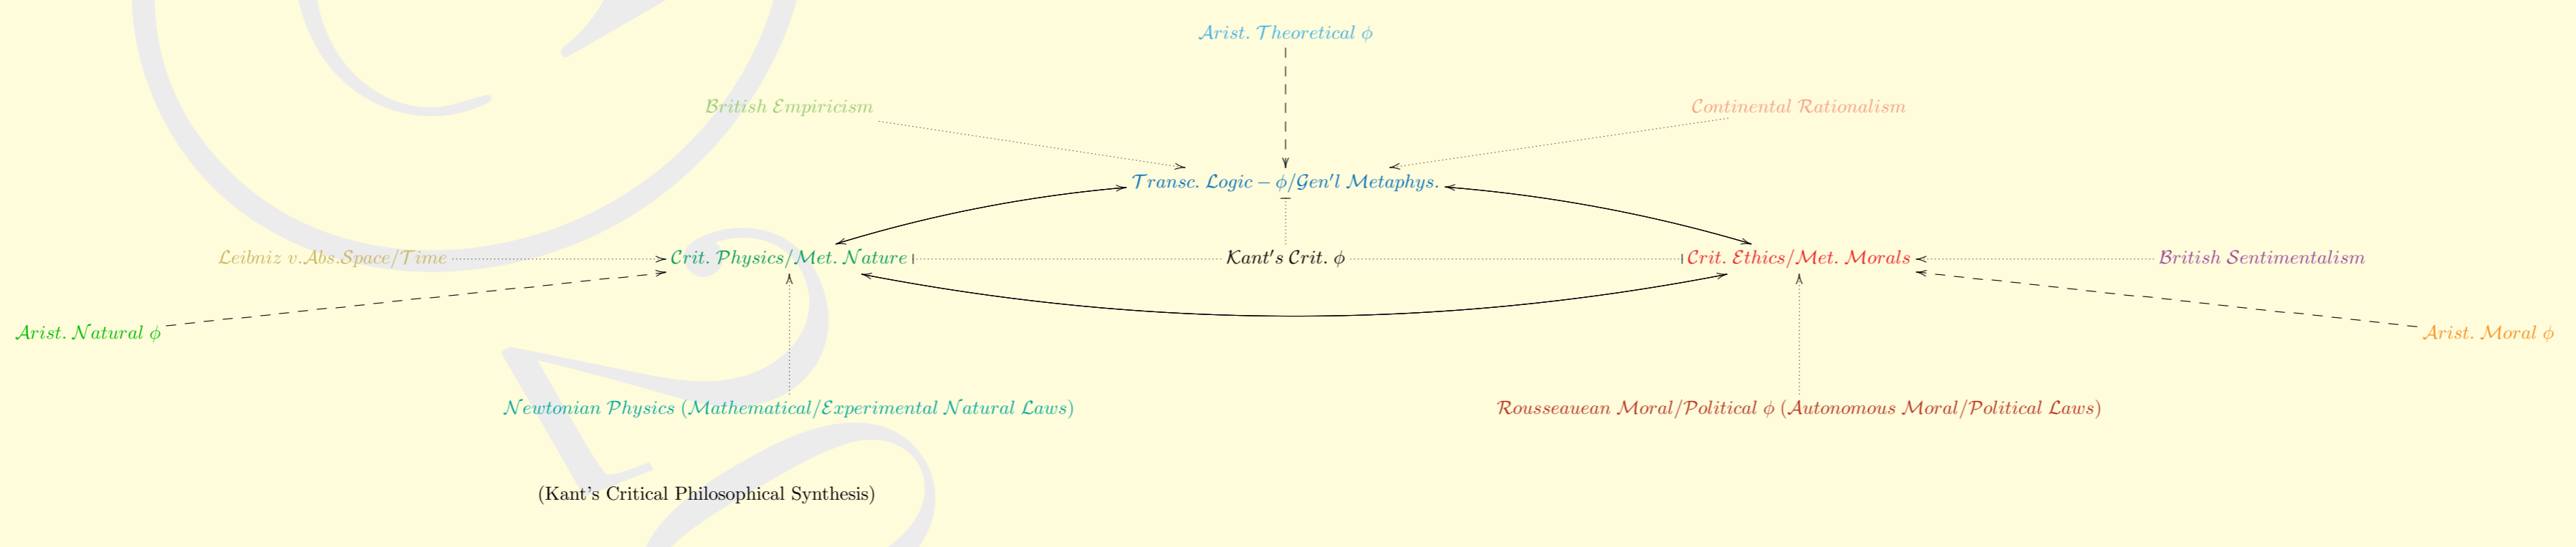 Arist. Theoretical ϕ
British Empiricism
Continental Rationalism
Transc. Logic − ϕ/Gen'l Metaphys.
Leibniz v.Abs.Space/Time
Crit. Physics/Met. Nature
Kant's Crit. ϕ
Crit. Ethics/Met. Morals
British Sentimentalism
Arist. Natural ϕ
Arist. Moral ϕ
Newtonian Physics (Mathematical/Experimental Natural Laws)
Rousseauean Moral/Political ϕ (Autonomous Moral/Political Laws)
(Kant's Critical Philosophical Synthesis)